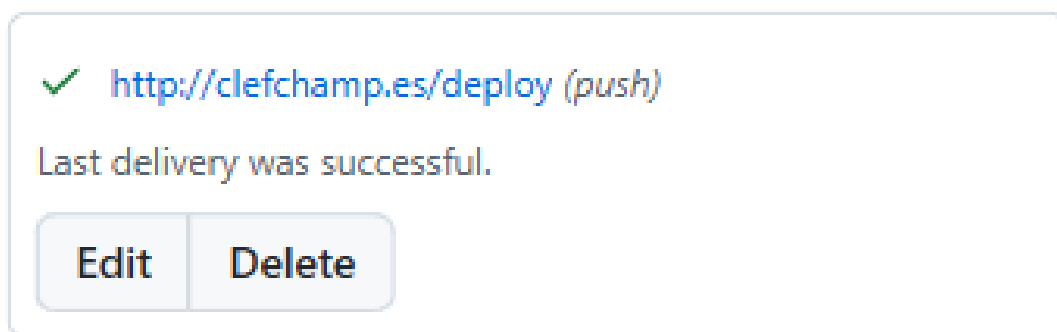 http://clefchamp.es/deploy (push)
Last delivery was successful.
Edit Delete